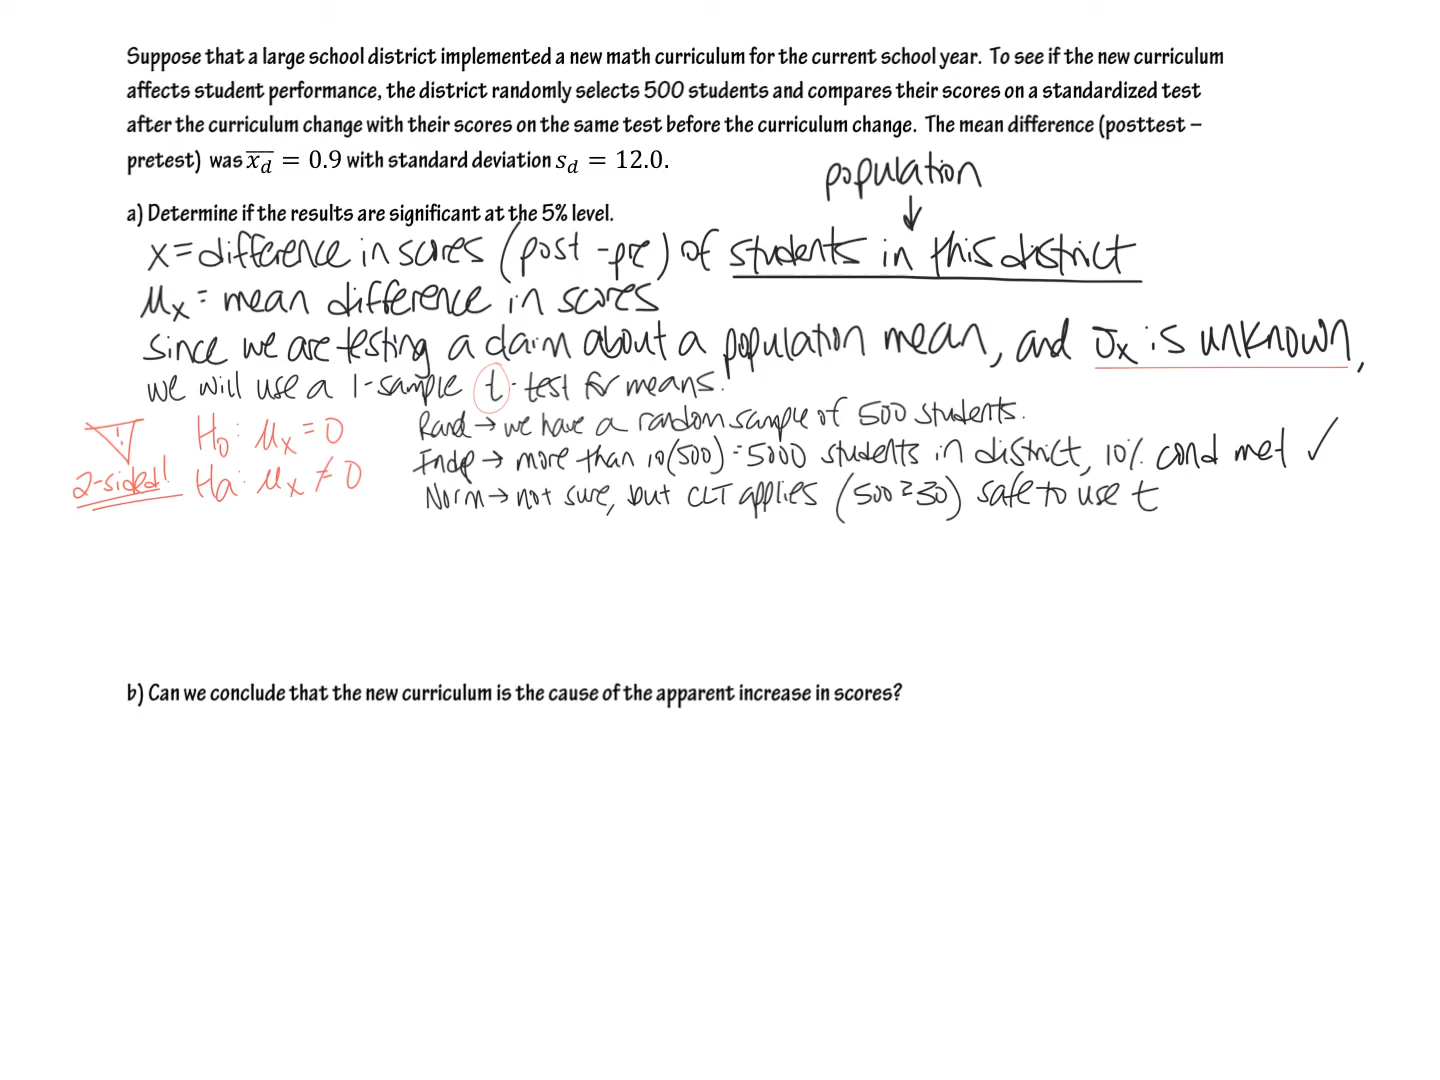 Suppose that a large school district implemented a new math curriculum for the current school year. To see if the new curriculum
affects student performance, the district randomly selects 500 students and compares their scores on a standardized test
after the curriculum change with their scores on the same test before the curriculum change. The mean difference (posttest –
pretest) was x̄_d = 0.9 with standard deviation s_d = 12.0.
population
↓
a) Determine if the results are significant at the 5% level.
X = difference in scores (post - pre) of students in this district
μx = mean difference in scores
Since we are testing a claim about a population mean, and σx is unknown,
we will use a 1-sample t-test for means.
! 2-sided!
H₀: μx = 0
Ha: μx ≠ 0
Rand → we have a random sample of 500 students.
Indp → more than 10(500) = 5000 students in district, 10% cond met ✓
Norm → not sure, but CLT applies (500 ≥ 30) safe to use t
b) Can we conclude that the new curriculum is the cause of the apparent increase in scores?